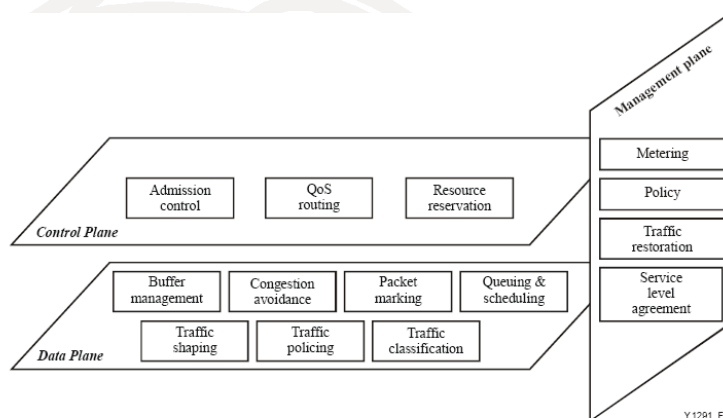 Management plane
Metering
Admission
control
QoS
routing
Resource
reservation
Policy
Control Plane
Traffic
restoration
Buffer
management
Congestion
avoidance
Packet
marking
Queuing &
scheduling
Service
level
agreement
Traffic
shaping
Traffic
policing
Traffic
classification
Data Plane